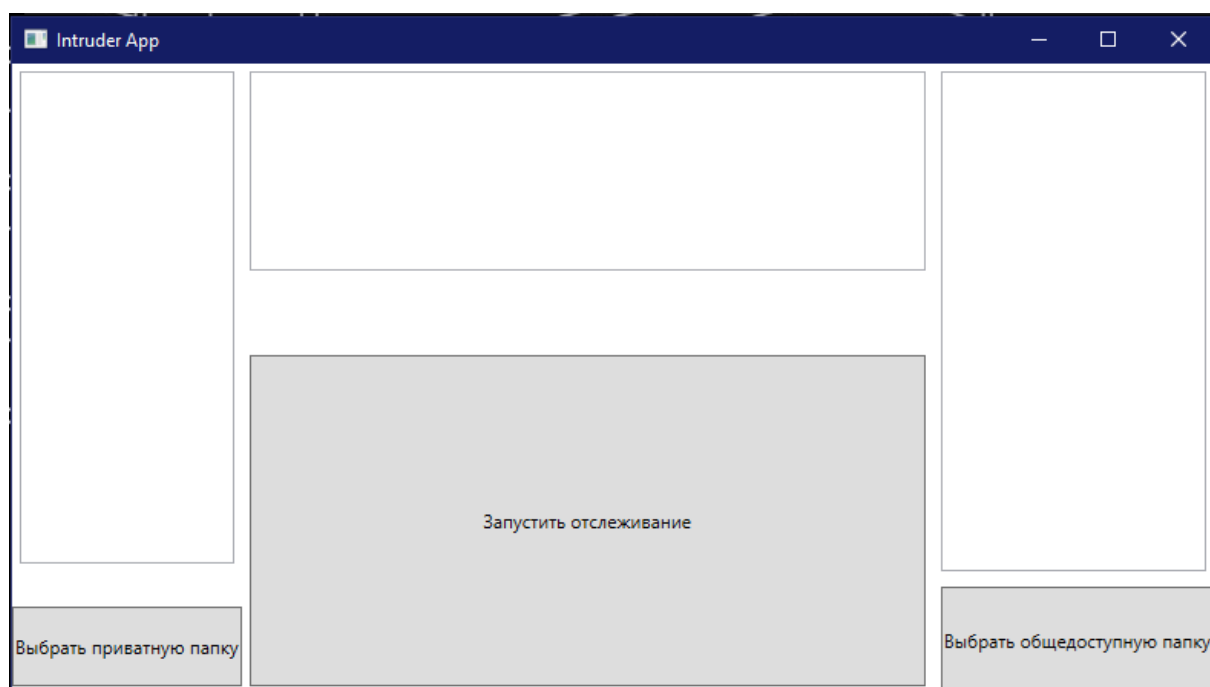 Intruder App
Запустить отслеживание
Выбрать приватную папку
Выбрать общедоступную папку